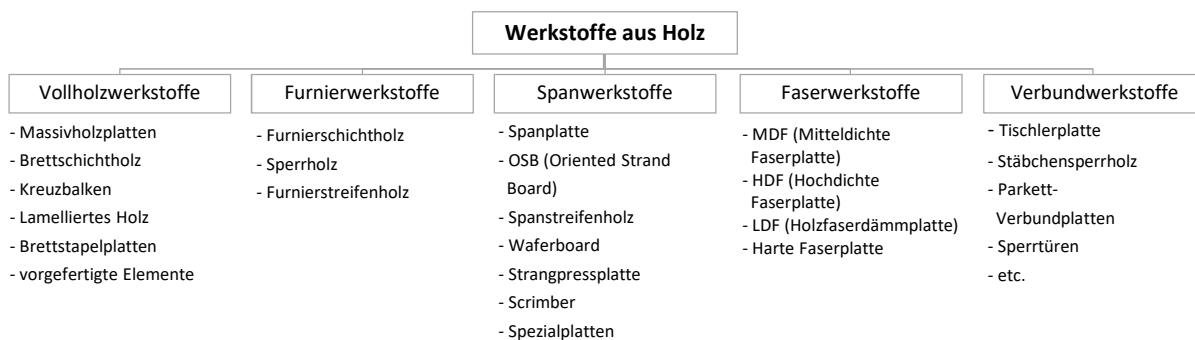 Werkstoffe aus Holz
Vollholzwerkstoffe
- Massivholzplatten
- Brettschichtholz
- Kreuzbalken
- Lamelliertes Holz
- Brettstapelplatten
- vorgefertigte Elemente
Furnierwerkstoffe
- Furnierschichtholz
- Sperrholz
- Furnierstreifenholz
Spanwerkstoffe
- Spanplatte
- OSB (Oriented Strand
Board)
- Spanstreifenholz
- Waferboard
- Strangpressplatte
- Scrimber
- Spezialplatten
Faserwerkstoffe
- MDF (Mitteldichte
Faserplatte)
- HDF (Hochdichte
Faserplatte)
- LDF (Holzfaserdämmplatte)
- Harte Faserplatte
Verbundwerkstoffe
- Tischlerplatte
- Stäbchensperrholz
- Parkett-
Verbundplatten
- Sperrtüren
- etc.